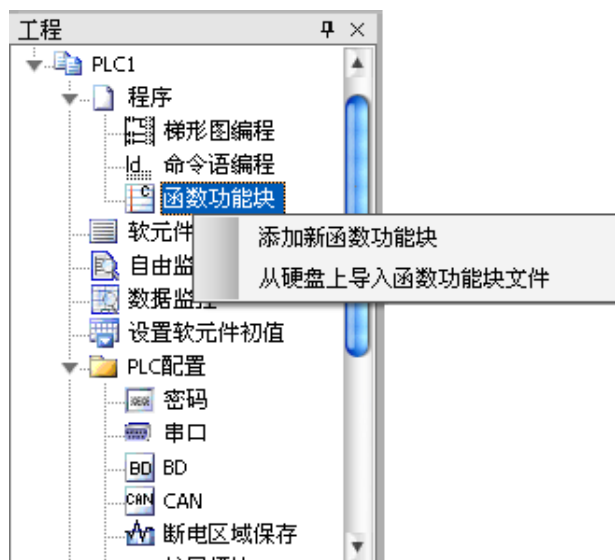 工程
PLC1
程序
梯形图编程
命令语编程
函数功能块
添加新函数功能块
从硬盘上导入函数功能块文件
软元件
自由监
数据监控
设置软元件初值
PLC配置
密码
串口
BD
CAN
断电区域保存